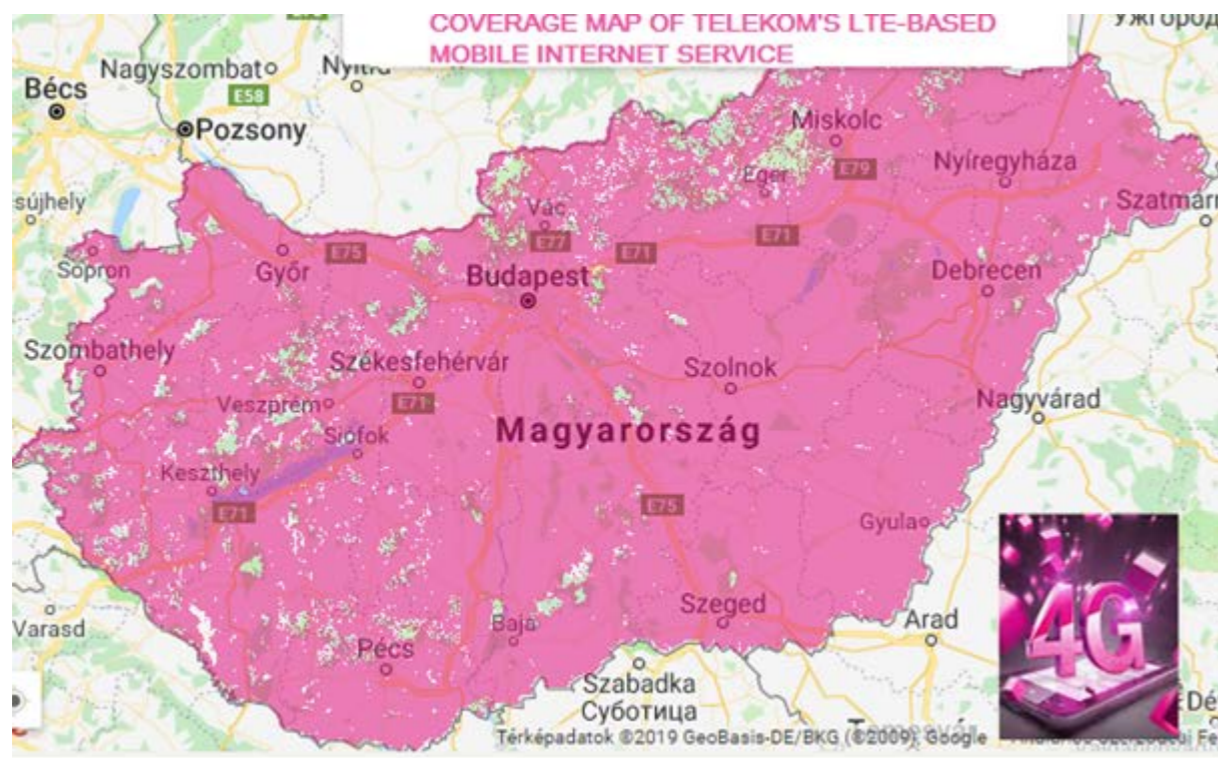 COVERAGE MAP OF TELEKOM'S LTE-BASED
MOBILE INTERNET SERVICE
Ужгород
Nagyszombat
Nyitra
Bécs
E58
Pozsony
Miskolc
Nyíregyháza
Eger
E79
sújhely
Szatmár
Vác
Sopron
Győr
E75
E77
E71
E71
Budapest
Debrecen
Szombathely
Székesfehérvár
Szolnok
Veszprém
E71
Nagyvárad
Siófok
Magyarország
Keszthely
E71
E75
Gyula
4G
Varasd
Baja
Szeged
Arad
Pécs
Szabadka
Суботица
Térképadatok ©2019 GeoBasis-DE/BKG (©2009), Google